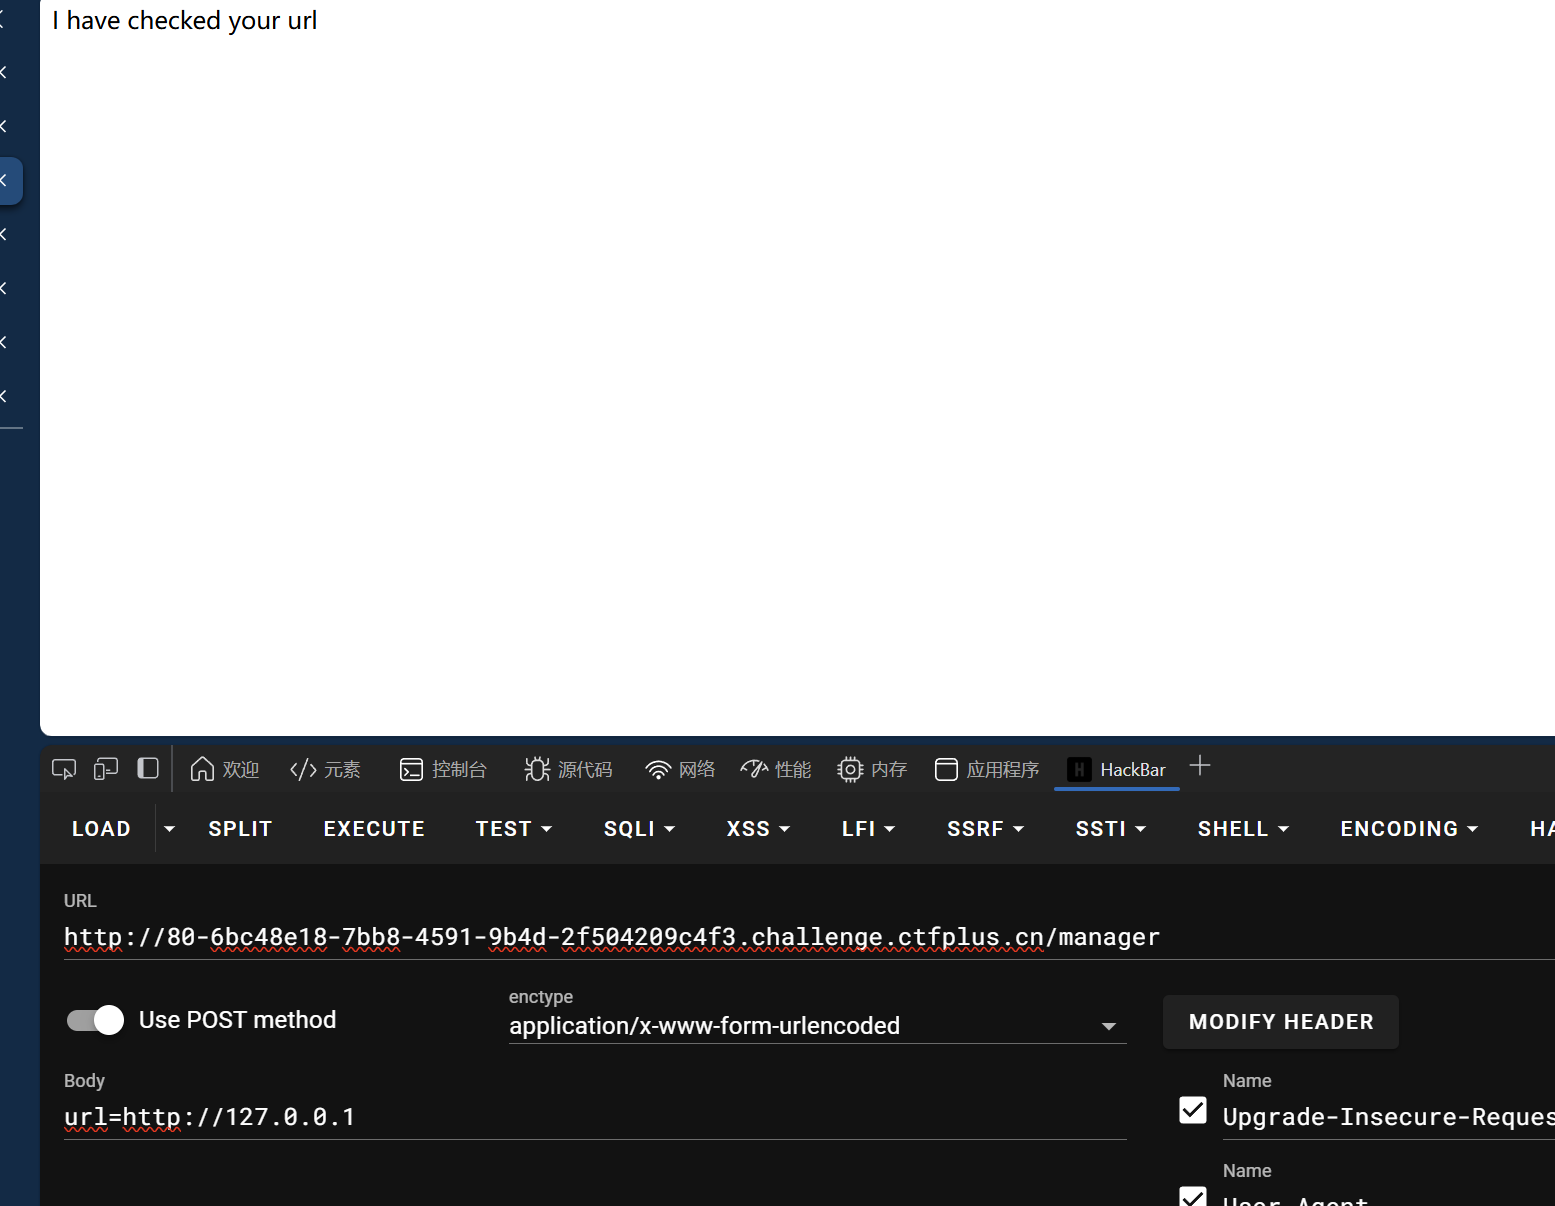 I have checked your url
欢迎 元素 控制台 源代码 网络 性能 内存 应用程序 HackBar
LOAD SPLIT EXECUTE TEST SQLI XSS LFI SSRF SSTI SHELL ENCODING HA
URL
http://80-6bc48e18-7bb8-4591-9b4d-2f504209c4f3.challenge.ctfplus.cn/manager
Use POST method
enctype
application/x-www-form-urlencoded
MODIFY HEADER
Body
url=http://127.0.0.1
Name
Upgrade-Insecure-Reques
Name
User-Agent